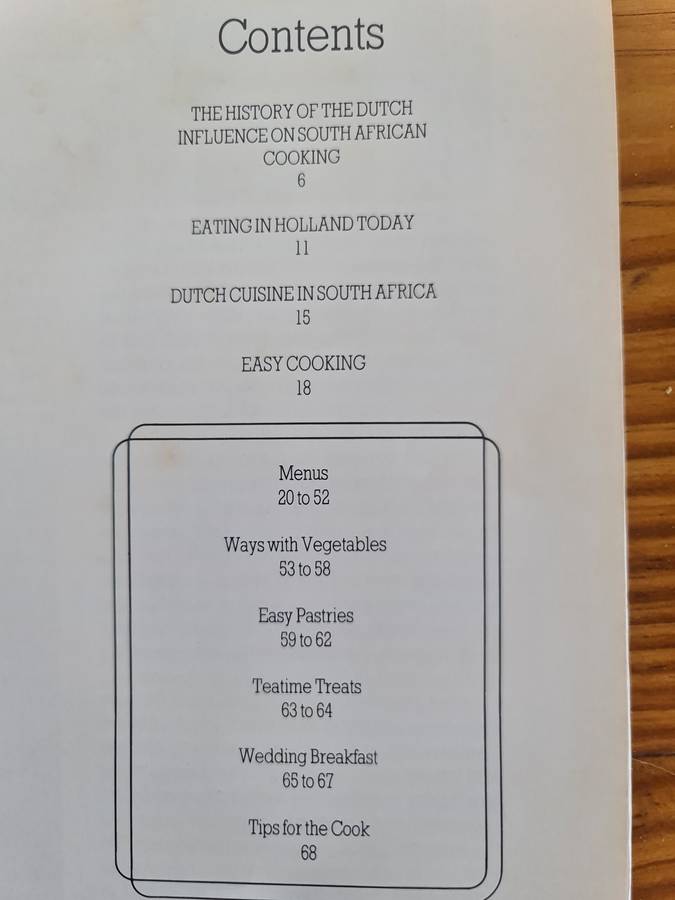 Contents
THE HISTORY OF THE DUTCH
INFLUENCE ON SOUTH AFRICAN
COOKING
6
EATING IN HOLLAND TODAY
11
DUTCH CUISINE IN SOUTH AFRICA
15
EASY COOKING
18
Menus
20 to 52
Ways with Vegetables
53 to 58
Easy Pastries
59 to 62
Teatime Treats
63 to 64
Wedding Breakfast
65 to 67
Tips for the Cook
68